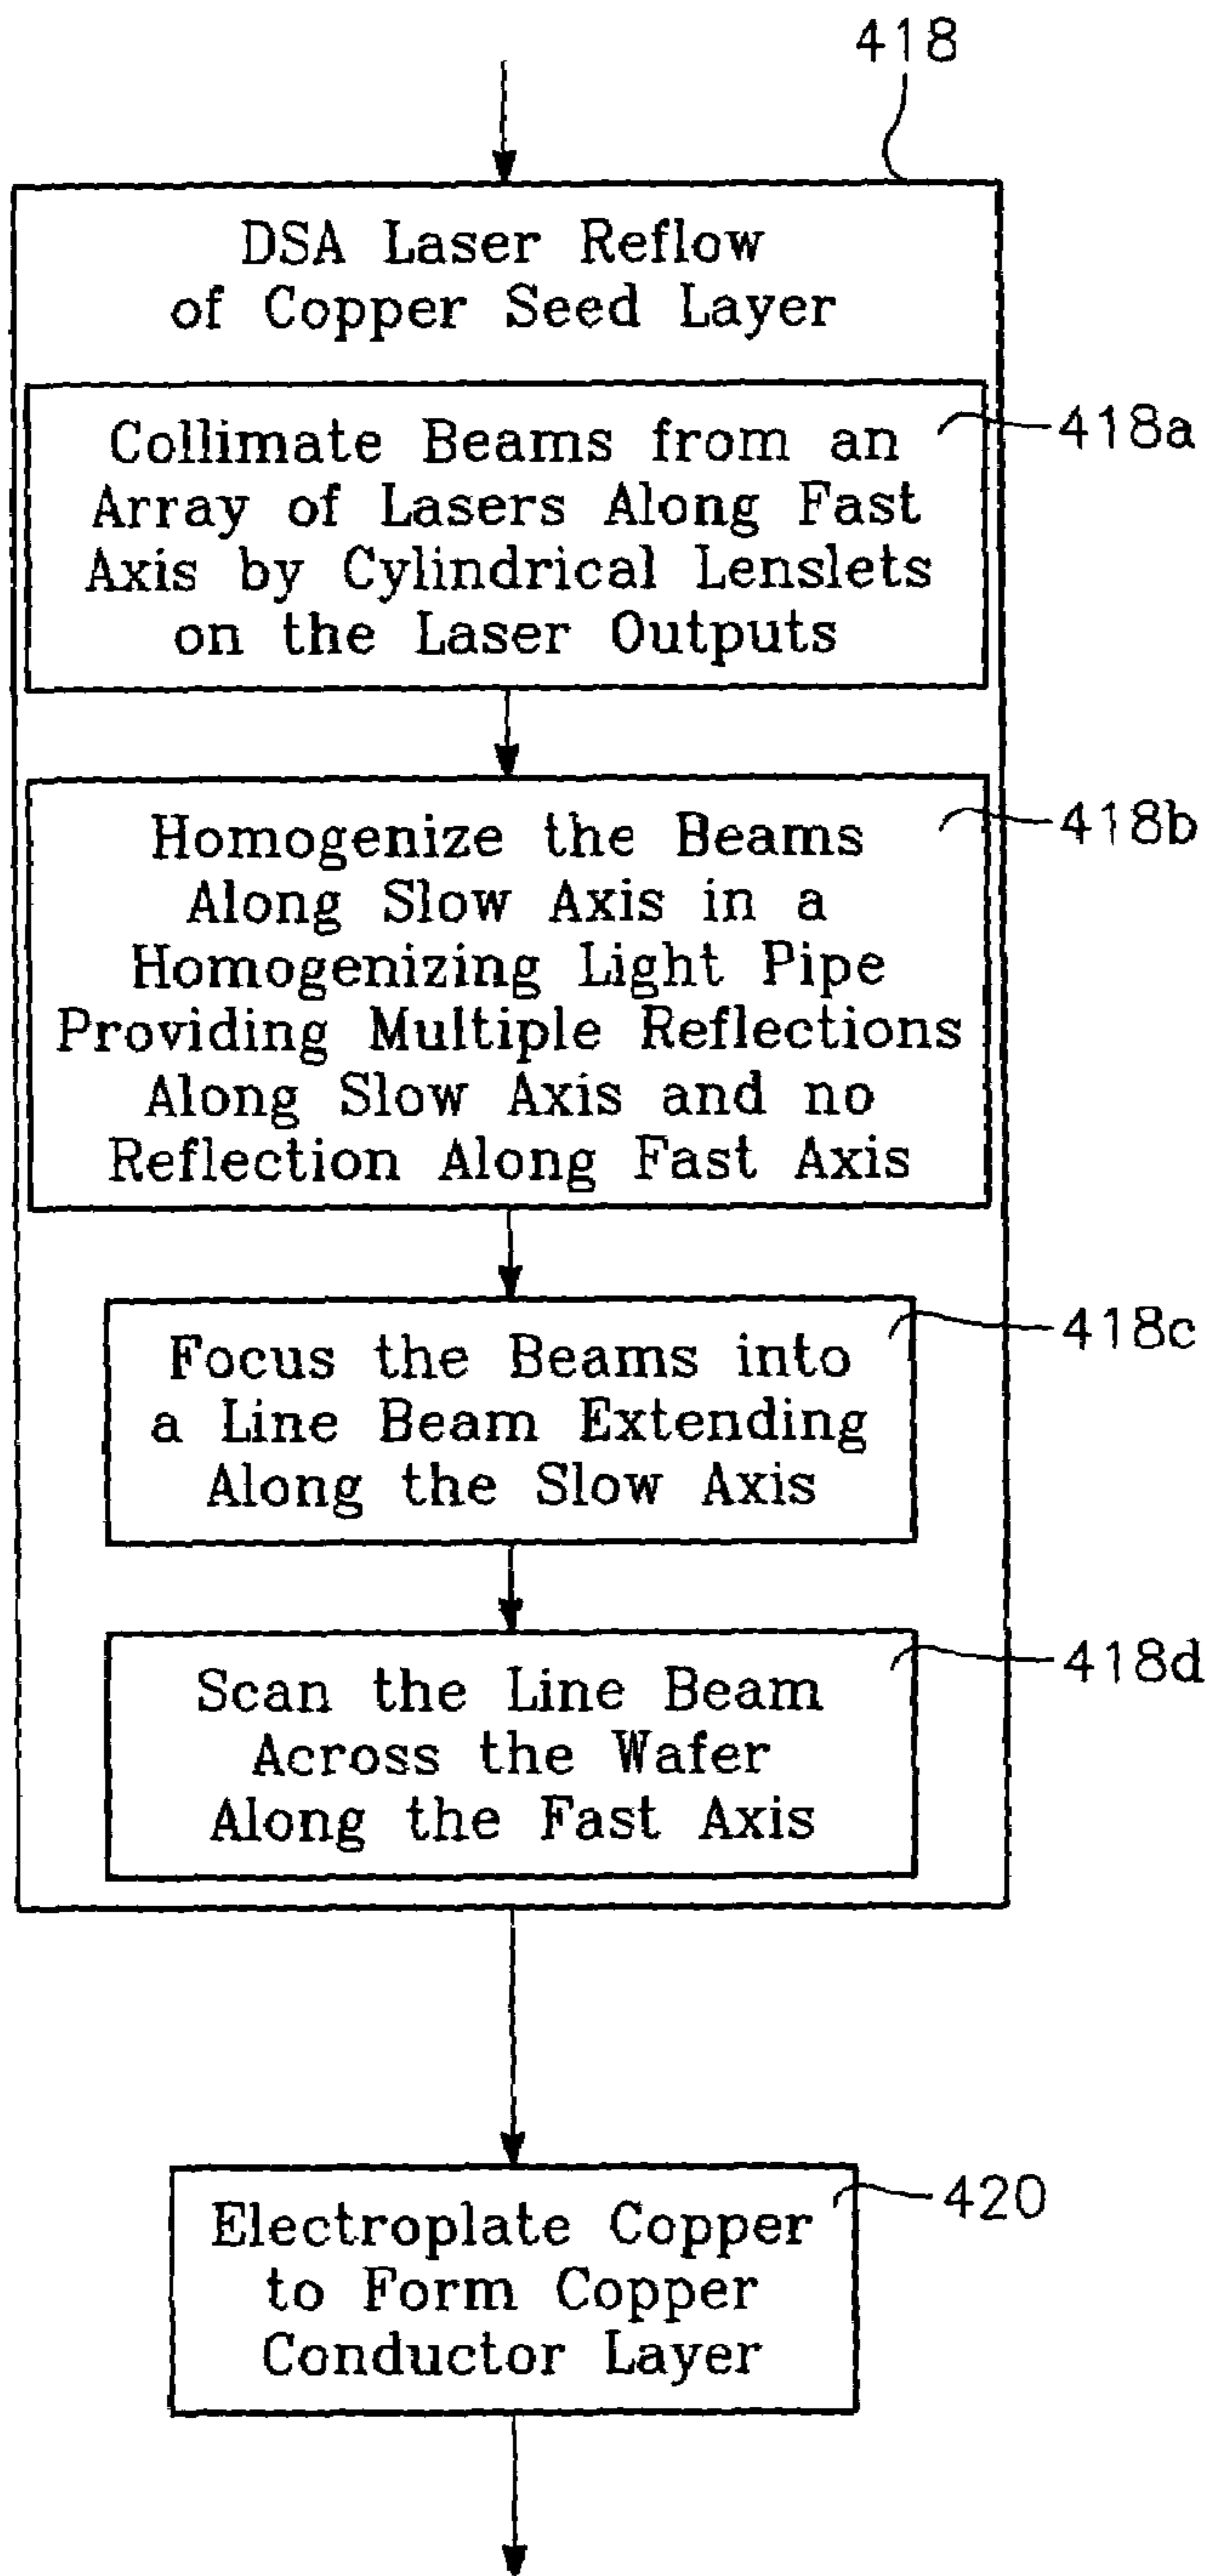 418
DSA Laser Reflow
of Copper Seed Layer
418a
Collimate Beams from an
Array of Lasers Along Fast
Axis by Cylindrical Lenslets
on the Laser Outputs
418b
Homogenize the Beams
Along Slow Axis in a
Homogenizing Light Pipe
Providing Multiple Reflections
Along Slow Axis and no
Reflection Along Fast Axis
418c
Focus the Beams into
a Line Beam Extending
Along the Slow Axis
418d
Scan the Line Beam
Across the Wafer
Along the Fast Axis
420
Electroplate Copper
to Form Copper
Conductor Layer